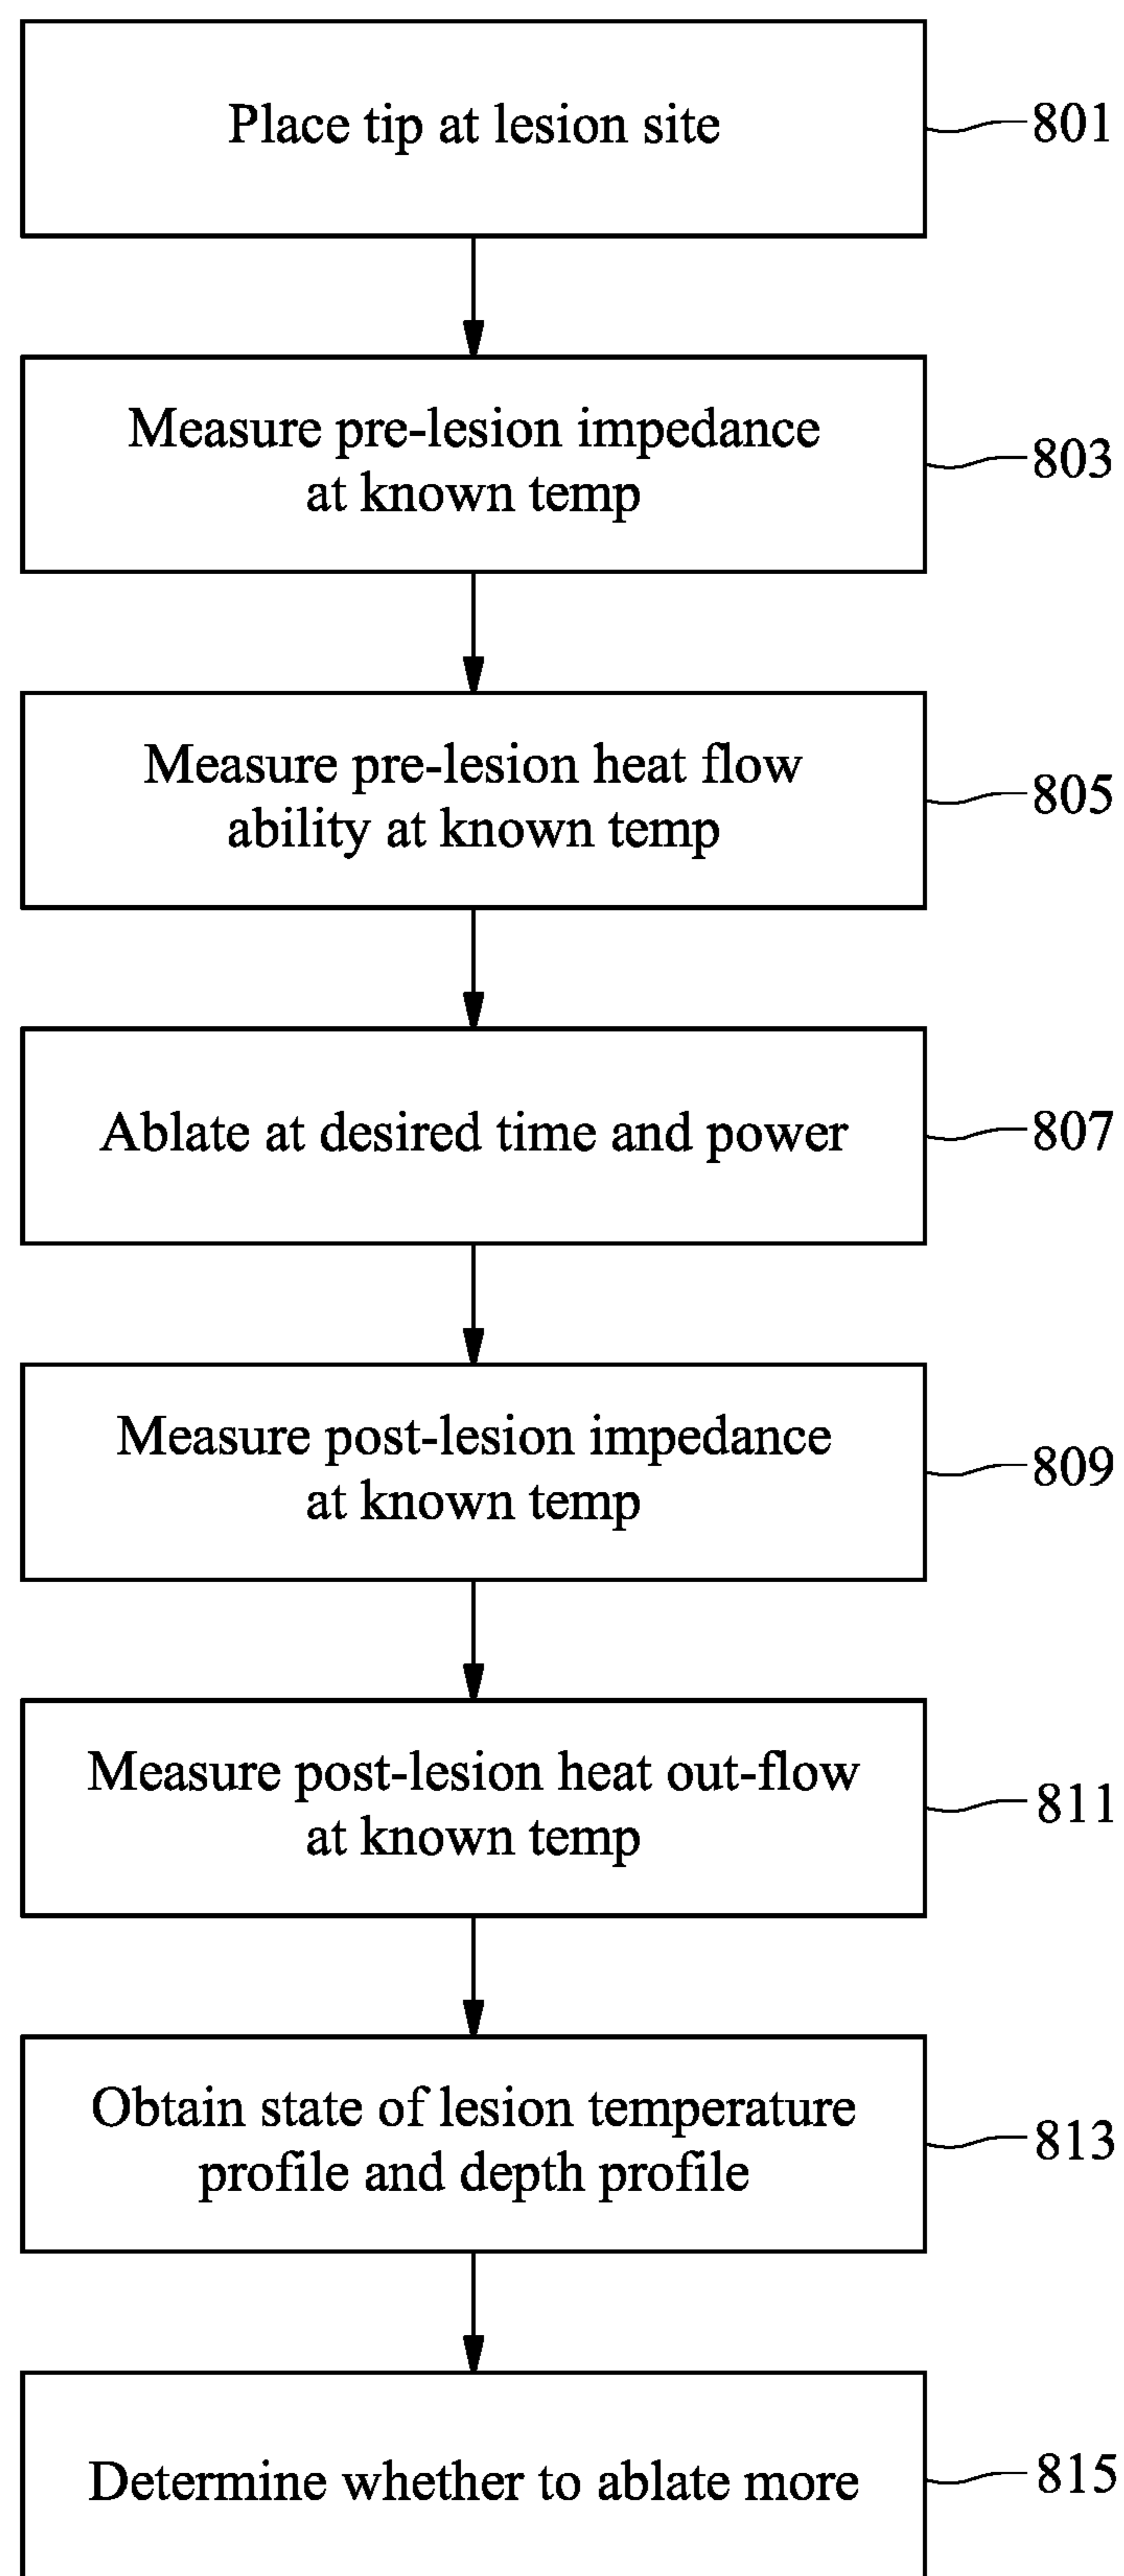 Place tip at lesion site
801
Measure pre-lesion impedance
at known temp
803
Measure pre-lesion heat flow
ability at known temp
805
Ablate at desired time and power
807
Measure post-lesion impedance
at known temp
809
Measure post-lesion heat out-flow
at known temp
811
Obtain state of lesion temperature
profile and depth profile
813
Determine whether to ablate more
815